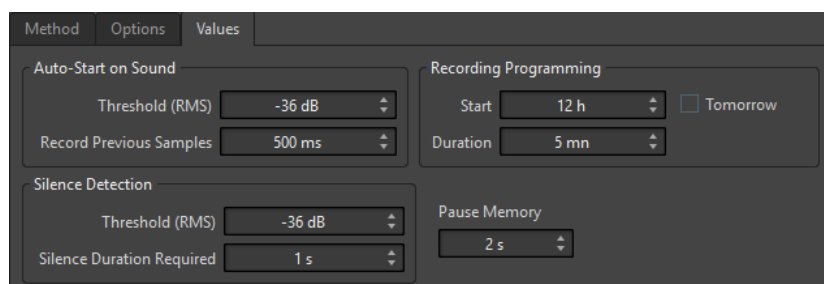 Method Options Values
Auto-Start on Sound
Threshold (RMS) -36 dB
Record Previous Samples 500 ms
Recording Programming
Start 12 h Tomorrow
Duration 5 mn
Silence Detection
Threshold (RMS) -36 dB
Silence Duration Required 1 s
Pause Memory
2 s